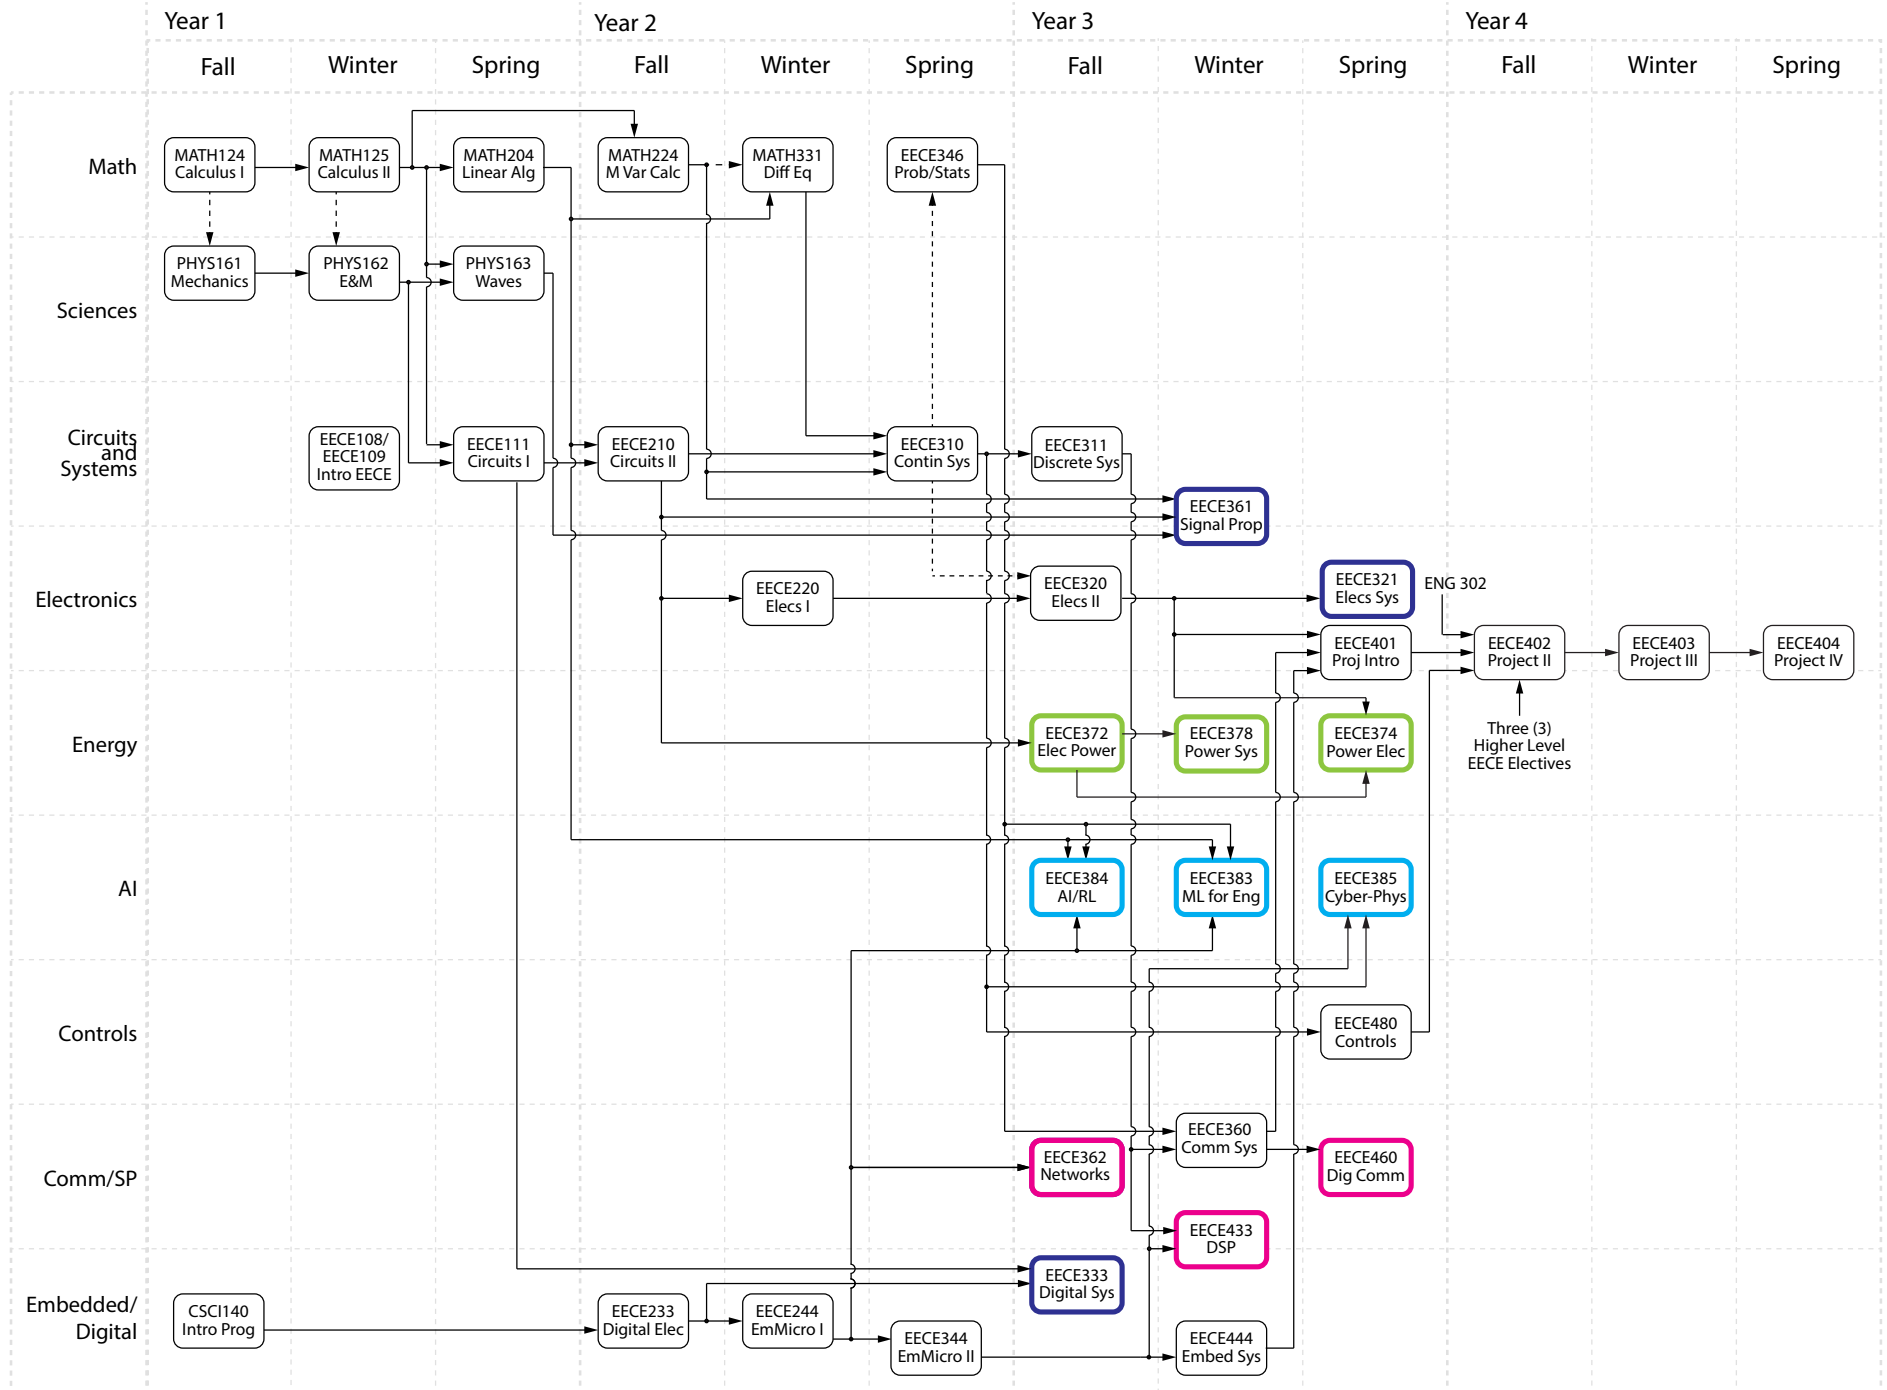 Year 1
Year 2
Year 3
Year 4
Fall
Winter
Spring
Fall
Winter
Spring
Fall
Winter
Spring
Fall
Winter
Spring
Math
MATH124
Calculus I
MATH125
Calculus II
MATH204
Linear Alg
MATH224
M Var Calc
MATH331
Diff Eq
EECE346
Prob/Stats
Sciences
PHYS161
Mechanics
PHYS162
E&M
PHYS163
Waves
Circuits
and
Systems
EECE108/
EECE109
Intro EECE
EECE111
Circuits I
EECE210
Circuits II
EECE310
Contin Sys
EECE311
Discrete Sys
EECE361
Signal Prop
Electronics
EECE220
Elecs I
EECE320
Elecs II
EECE321
Elecs Sys
ENG 302
EECE401
Proj Intro
EECE402
Project II
EECE403
Project III
EECE404
Project IV
Energy
EECE372
Elec Power
EECE378
Power Sys
EECE374
Power Elec
Three (3)
Higher Level
EECE Electives
AI
EECE384
AI/RL
EECE383
ML for Eng
EECE385
Cyber-Phys
Controls
EECE480
Controls
Comm/SP
EECE362
Networks
EECE360
Comm Sys
EECE460
Dig Comm
EECE433
DSP
Embedded/
Digital
CSCI140
Intro Prog
EECE233
Digital Elec
EECE244
EmMicro I
EECE344
EmMicro II
EECE333
Digital Sys
EECE444
Embed Sys